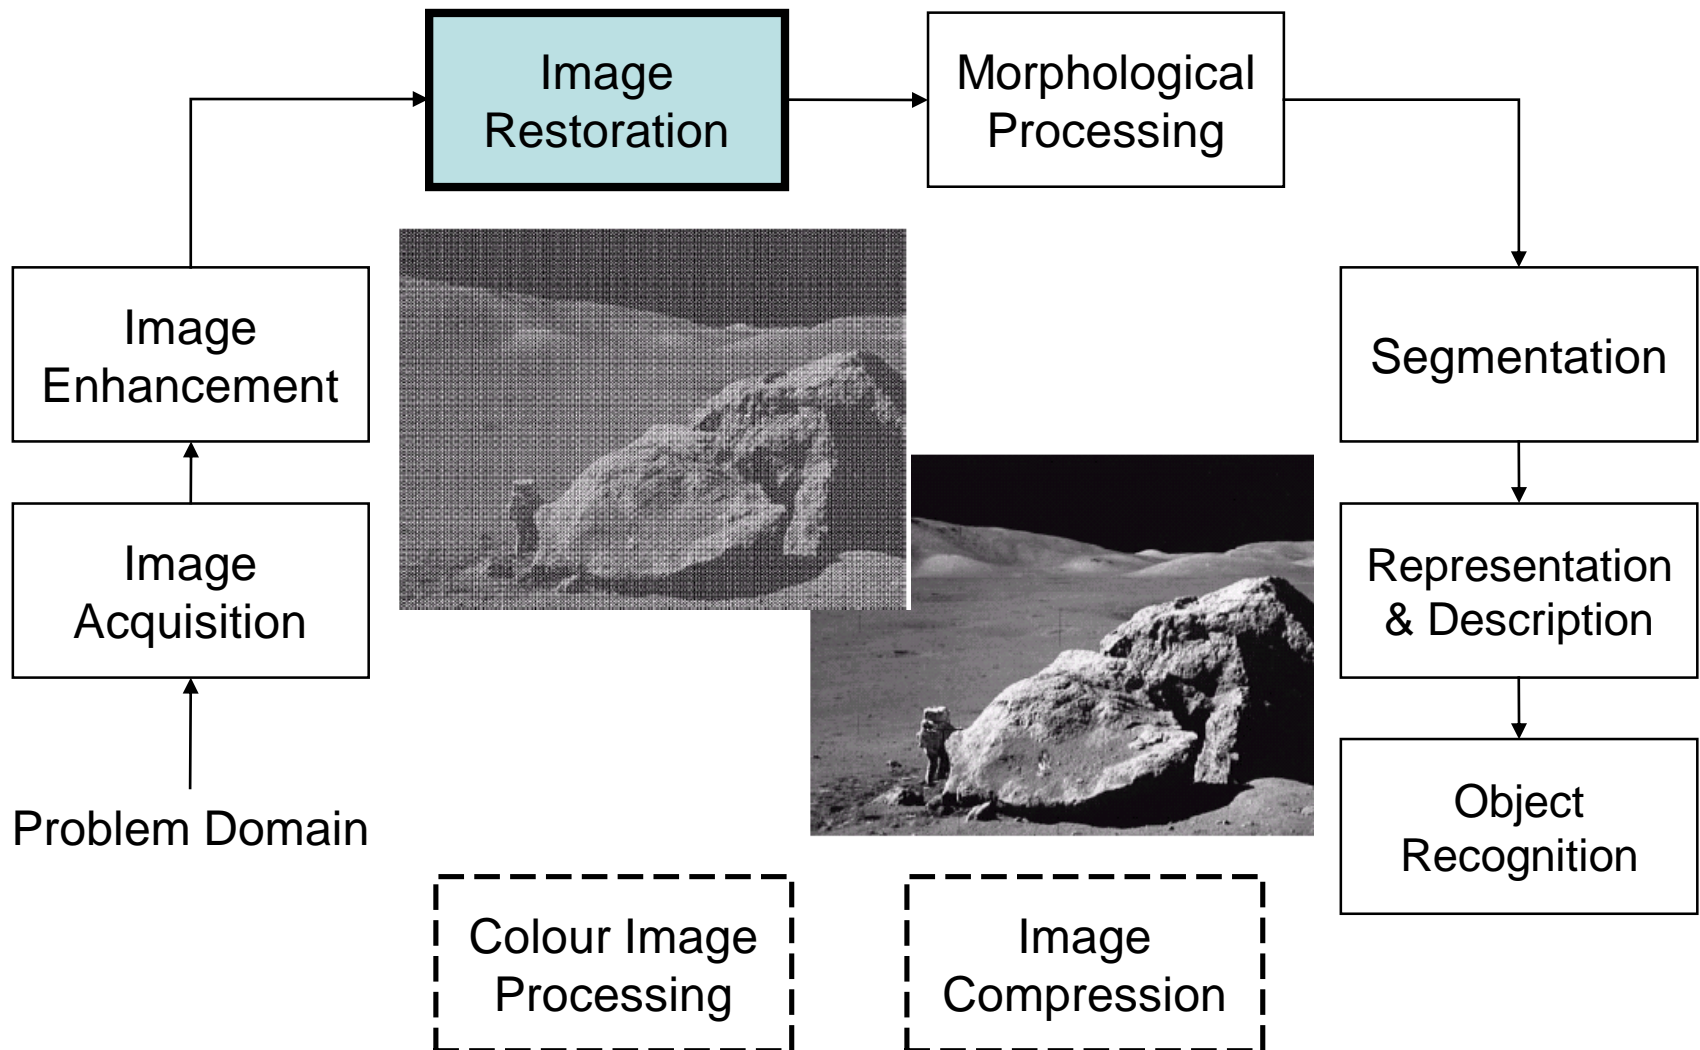 Image
Restoration
Morphological
Processing
Image
Enhancement
Segmentation
Image
Acquisition
Representation
& Description
Problem Domain
Object
Recognition
Colour Image
Processing
Image
Compression